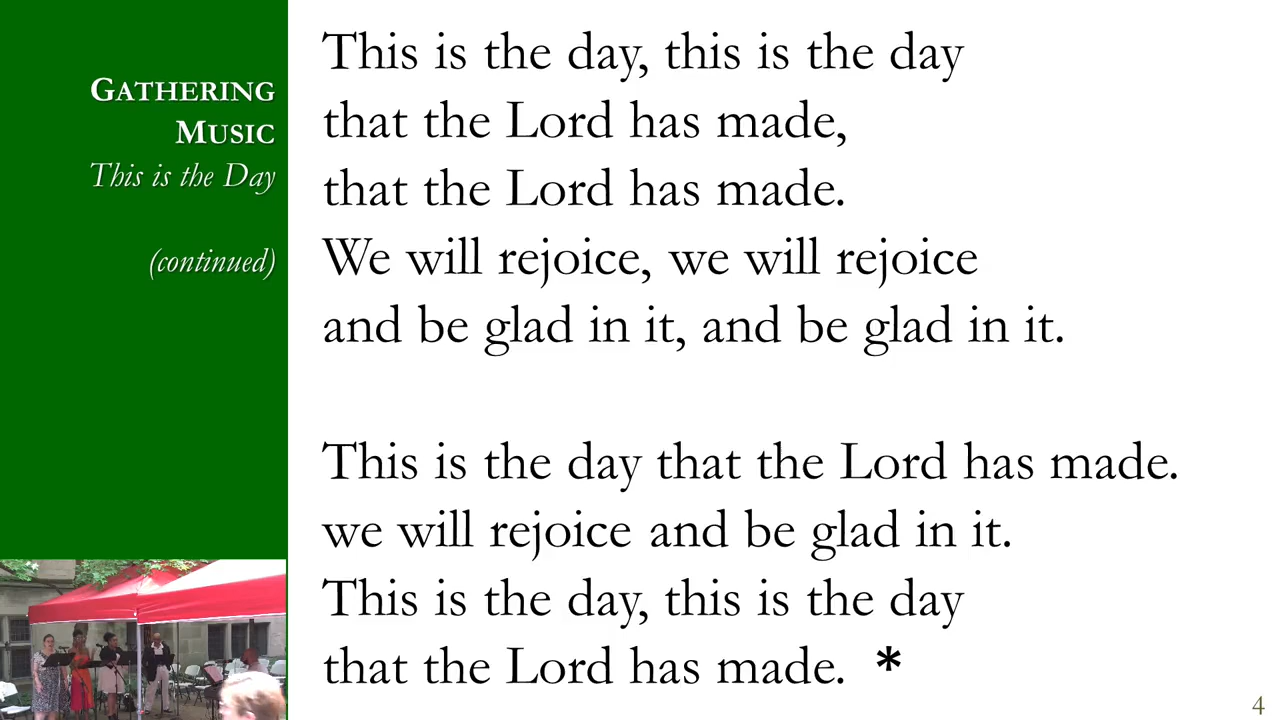 GATHERING
MUSIC
This is the Day
(continued)
This is the day, this is the day
that the Lord has made,
that the Lord has made.
We will rejoice, we will rejoice
and be glad in it, and be glad in it.
This is the day that the Lord has made.
we will rejoice and be glad in it.
This is the day, this is the day
that the Lord has made. *
4